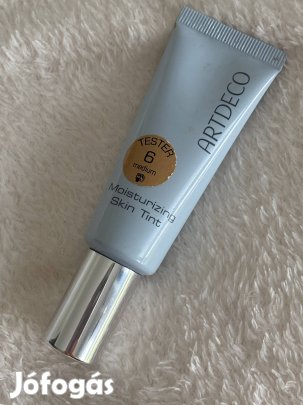 ARTDECO
TESTER
6
medium
Moisturizing
Skin Tint
Jófogás